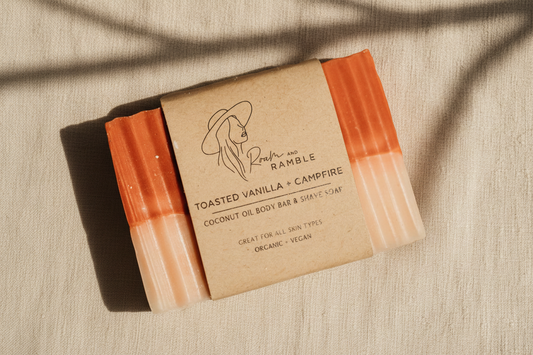 Roam AND
RAMBLE
TOASTED VANILLA + CAMPFIRE
COCONUT OIL BODY BAR & SHAVE SOAP
GREAT FOR ALL SKIN TYPES
ORGANIC - VEGAN